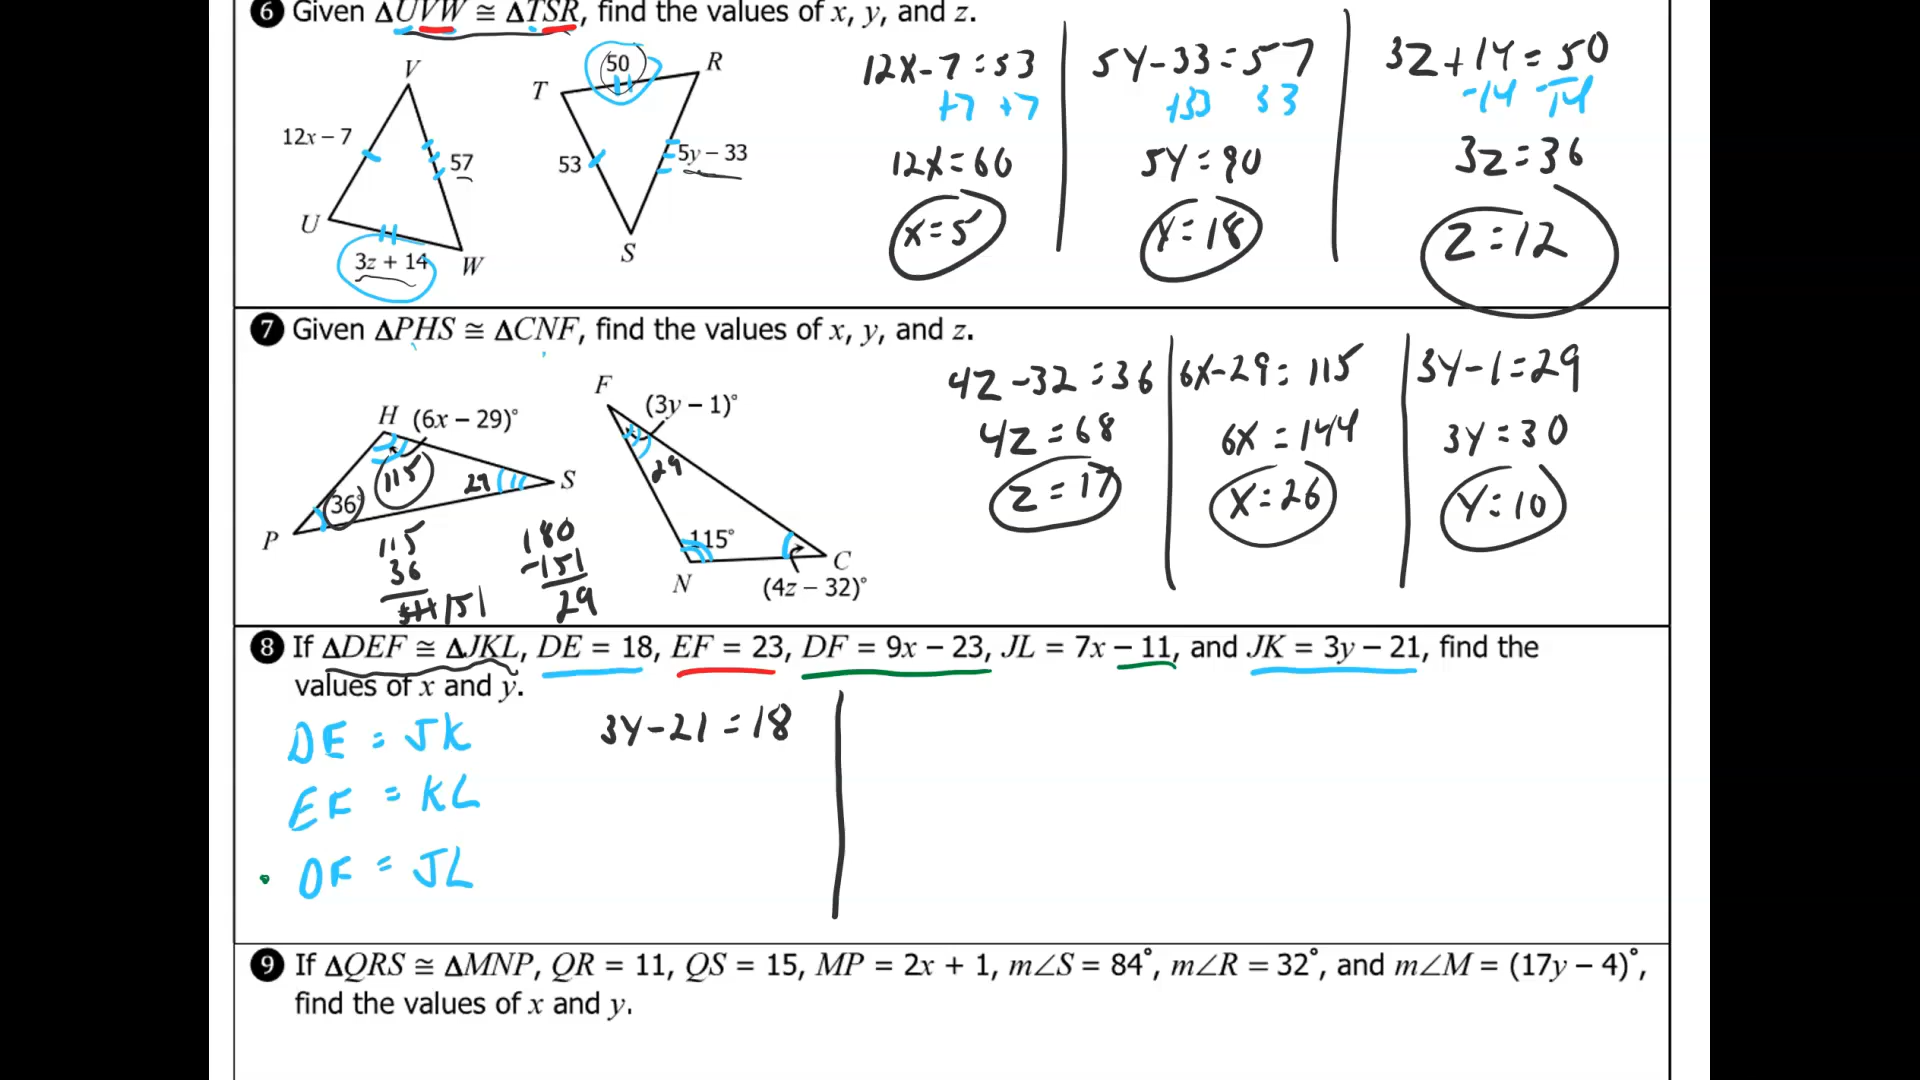 6 Given ΔUVW ≅ ΔTSR, find the values of x, y, and z.
V
12x − 7
57
U
3z + 14
W
50
R
T
53
5y − 33
S
12x-7=53
+7 +7
12x=60
x=5
5y-33=57
+33 33
5y=90
y=18
3z+14=50
-14 -14
3z=36
z=12
7 Given ΔPHS ≅ ΔCNF, find the values of x, y, and z.
H (6x − 29)°
115
29
S
36°
P
115
36
151
180
-151
29
F
(3y − 1)°
29
115°
N
C
(4z − 32)°
4z-32=36
4z=68
z=17
6x-29=115
6x=144
x=26
3y-1=29
3y=30
y=10
8 If ΔDEF ≅ ΔJKL, DE = 18, EF = 23, DF = 9x − 23, JL = 7x − 11, and JK = 3y − 21, find the
values of x and y.
DE = JK
EF = KL
DF = JL
3y-21=18
9 If ΔQRS ≅ ΔMNP, QR = 11, QS = 15, MP = 2x + 1, m∠S = 84°, m∠R = 32°, and m∠M = (17y − 4)°,
find the values of x and y.